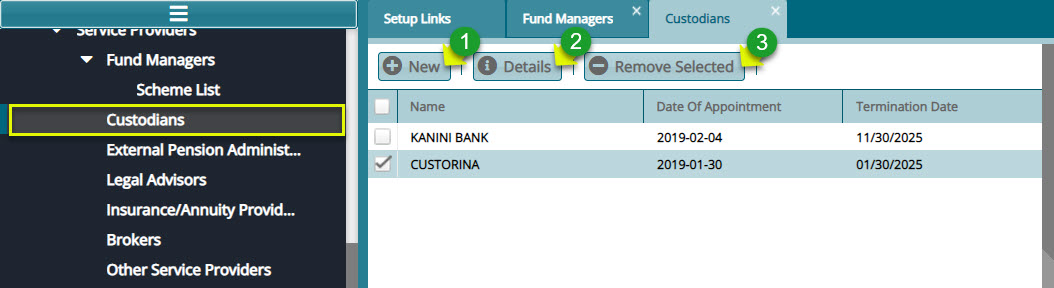 Service Providers
Fund Managers
Scheme List
Custodians
External Pension Administ...
Legal Advisors
Insurance/Annuity Provid...
Brokers
Other Service Providers
Setup Links Fund Managers Custodians
1 2 3
New Details Remove Selected
Name Date Of Appointment Termination Date
KANINI BANK 2019-02-04 11/30/2025
CUSTORINA 2019-01-30 01/30/2025